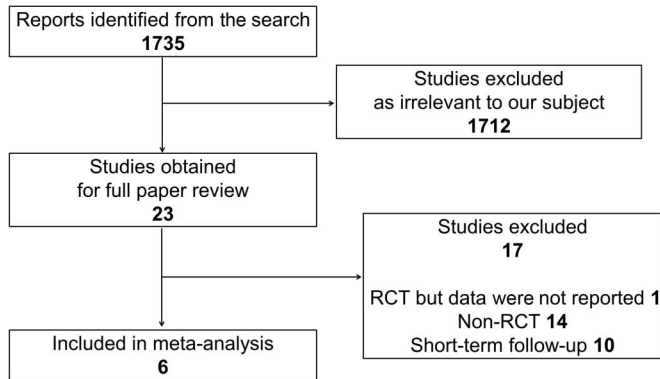 Reports identified from the search
1735
Studies excluded
as irrelevant to our subject
1712
Studies obtained
for full paper review
23
Studies excluded
17
RCT but data were not reported 1
Non-RCT 14
Short-term follow-up 10
Included in meta-analysis
6